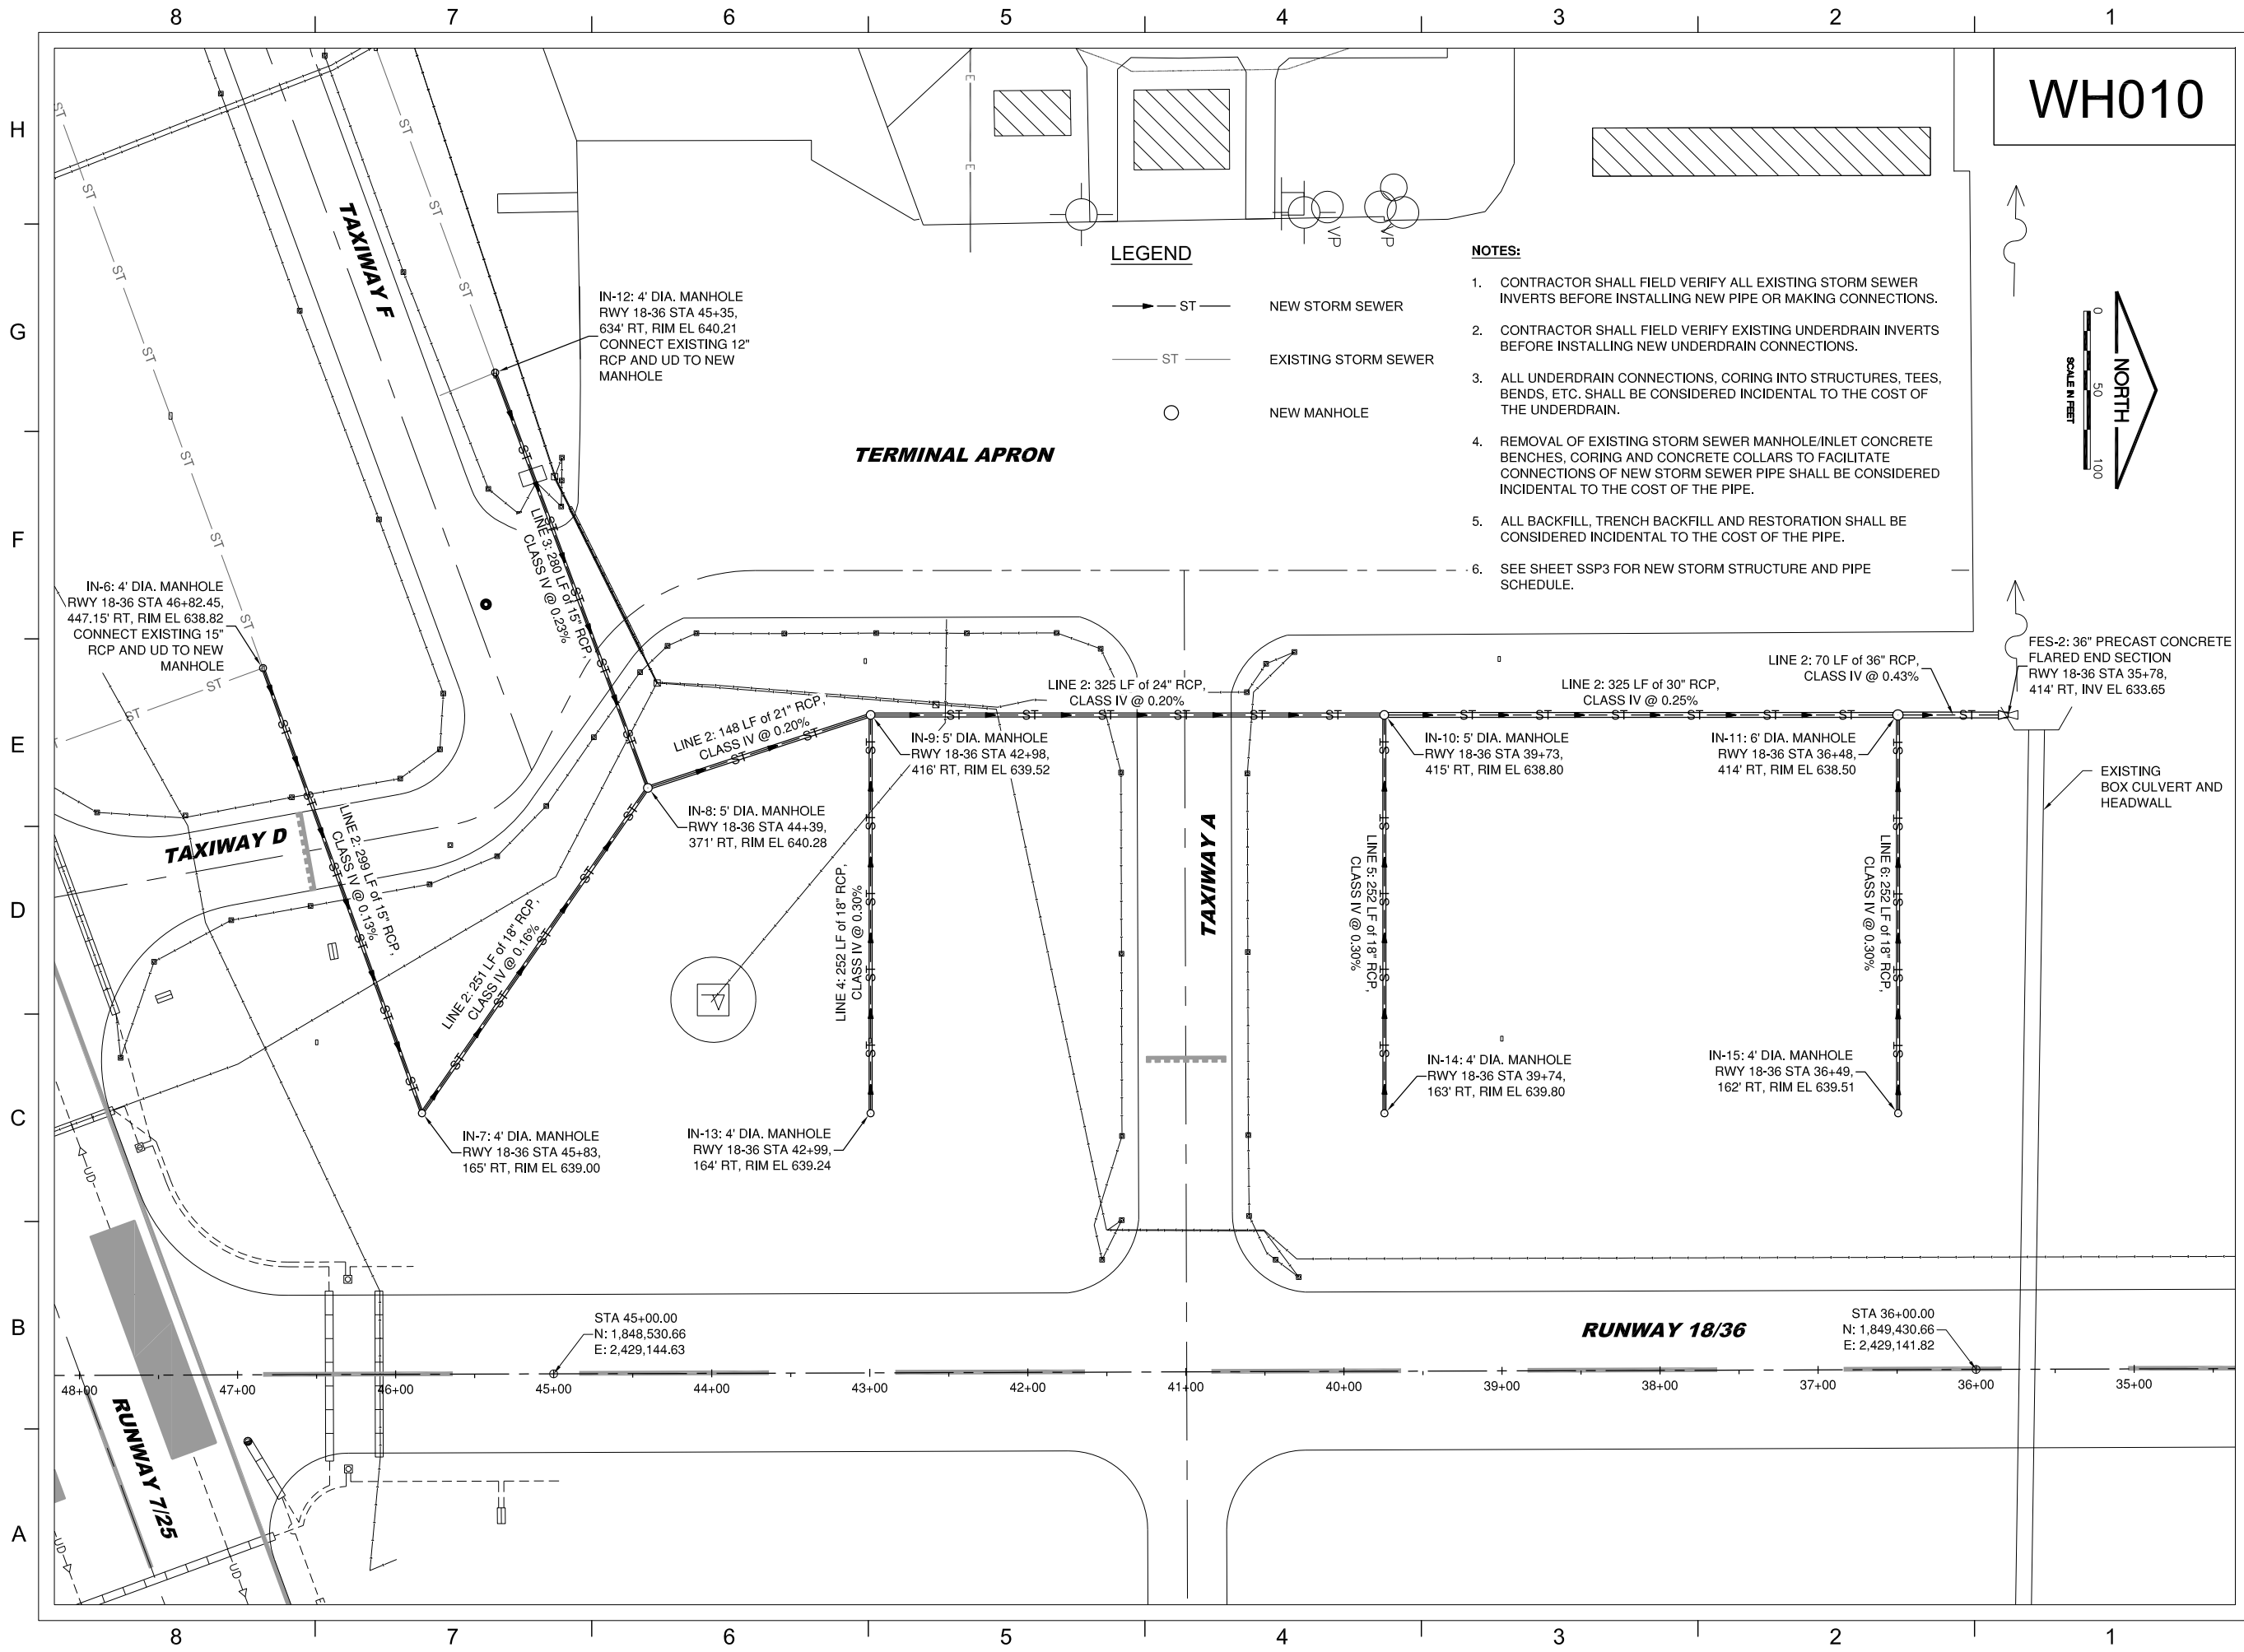 8 7 6 5 4 3 2 1
H
G
F
E
D
C
B
A
WH010
TAXIWAY F
IN-12: 4' DIA. MANHOLE
RWY 18-36 STA 45+35,
634' RT, RIM EL 640.21
CONNECT EXISTING 12"
RCP AND UD TO NEW
MANHOLE
E
E
VP
VP
LEGEND
ST NEW STORM SEWER
ST EXISTING STORM SEWER
NEW MANHOLE
NOTES:
1. CONTRACTOR SHALL FIELD VERIFY ALL EXISTING STORM SEWER
INVERTS BEFORE INSTALLING NEW PIPE OR MAKING CONNECTIONS.
2. CONTRACTOR SHALL FIELD VERIFY EXISTING UNDERDRAIN INVERTS
BEFORE INSTALLING NEW UNDERDRAIN CONNECTIONS.
3. ALL UNDERDRAIN CONNECTIONS, CORING INTO STRUCTURES, TEES,
BENDS, ETC. SHALL BE CONSIDERED INCIDENTAL TO THE COST OF
THE UNDERDRAIN.
4. REMOVAL OF EXISTING STORM SEWER MANHOLE/INLET CONCRETE
BENCHES, CORING AND CONCRETE COLLARS TO FACILITATE
CONNECTIONS OF NEW STORM SEWER PIPE SHALL BE CONSIDERED
INCIDENTAL TO THE COST OF THE PIPE.
5. ALL BACKFILL, TRENCH BACKFILL AND RESTORATION SHALL BE
CONSIDERED INCIDENTAL TO THE COST OF THE PIPE.
6. SEE SHEET SSP3 FOR NEW STORM STRUCTURE AND PIPE
SCHEDULE.
NORTH
0 50 100
SCALE IN FEET
TERMINAL APRON
IN-6: 4' DIA. MANHOLE
RWY 18-36 STA 46+82.45,
447.15' RT, RIM EL 638.82
CONNECT EXISTING 15"
RCP AND UD TO NEW
MANHOLE
LINE 3: 280 LF of 15" RCP,
CLASS IV @ 0.23%
LINE 2: 148 LF of 21" RCP,
CLASS IV @ 0.20%
LINE 2: 325 LF of 24" RCP,
CLASS IV @ 0.20%
LINE 2: 325 LF of 30" RCP,
CLASS IV @ 0.25%
LINE 2: 70 LF of 36" RCP,
CLASS IV @ 0.43%
FES-2: 36" PRECAST CONCRETE
FLARED END SECTION
RWY 18-36 STA 35+78,
414' RT, INV EL 633.65
IN-9: 5' DIA. MANHOLE
RWY 18-36 STA 42+98,
416' RT, RIM EL 639.52
IN-10: 5' DIA. MANHOLE
RWY 18-36 STA 39+73,
415' RT, RIM EL 638.80
IN-11: 6' DIA. MANHOLE
RWY 18-36 STA 36+48,
414' RT, RIM EL 638.50
EXISTING
BOX CULVERT AND
HEADWALL
IN-8: 5' DIA. MANHOLE
RWY 18-36 STA 44+39,
371' RT, RIM EL 640.28
TAXIWAY D
TAXIWAY A
LINE 2: 299 LF of 15" RCP,
CLASS IV @ 0.13%
LINE 2: 251 LF of 18" RCP,
CLASS IV @ 0.16%
LINE 4: 252 LF of 18" RCP,
CLASS IV @ 0.30%
LINE 5: 252 LF of 18" RCP,
CLASS IV @ 0.30%
LINE 6: 252 LF of 18" RCP,
CLASS IV @ 0.30%
IN-7: 4' DIA. MANHOLE
RWY 18-36 STA 45+83,
165' RT, RIM EL 639.00
IN-13: 4' DIA. MANHOLE
RWY 18-36 STA 42+99,
164' RT, RIM EL 639.24
IN-14: 4' DIA. MANHOLE
RWY 18-36 STA 39+74,
163' RT, RIM EL 639.80
IN-15: 4' DIA. MANHOLE
RWY 18-36 STA 36+49,
162' RT, RIM EL 639.51
UD
STA 45+00.00
N: 1,848,530.66
E: 2,429,144.63
RUNWAY 18/36
STA 36+00.00
N: 1,849,430.66
E: 2,429,141.82
48+00 47+00 46+00 45+00 44+00 43+00 42+00 41+00 40+00 39+00 38+00 37+00 36+00 35+00
RUNWAY 7/25
UD
UD
E
8 7 6 5 4 3 2 1